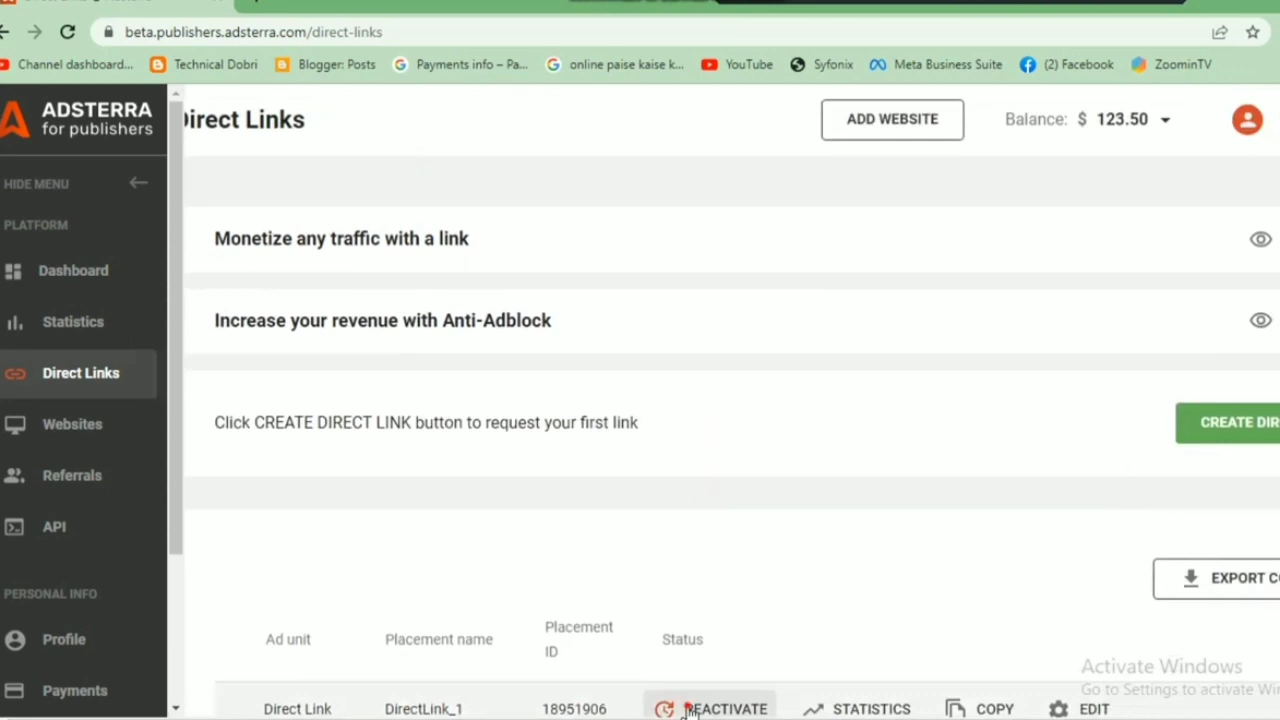 beta.publishers.adsterra.com/direct-links
Channel dashboard... Technical Dobri Blogger: Posts Payments info – Pa... online paise kaise k... YouTube Syfonix Meta Business Suite (2) Facebook ZoominTV
ADSTERRA
for publishers
Direct Links
ADD WEBSITE
Balance: $ 123.50
HIDE MENU
PLATFORM
Dashboard
Statistics
Direct Links
Websites
Referrals
API
PERSONAL INFO
Profile
Payments
Monetize any traffic with a link
Increase your revenue with Anti-Adblock
Click CREATE DIRECT LINK button to request your first link
CREATE DIR
EXPORT C
Ad unit
Placement name
Placement
ID
Status
Direct Link DirectLink_1 18951906 REACTIVATE STATISTICS COPY EDIT
Activate Windows
Go to Settings to activate Wi